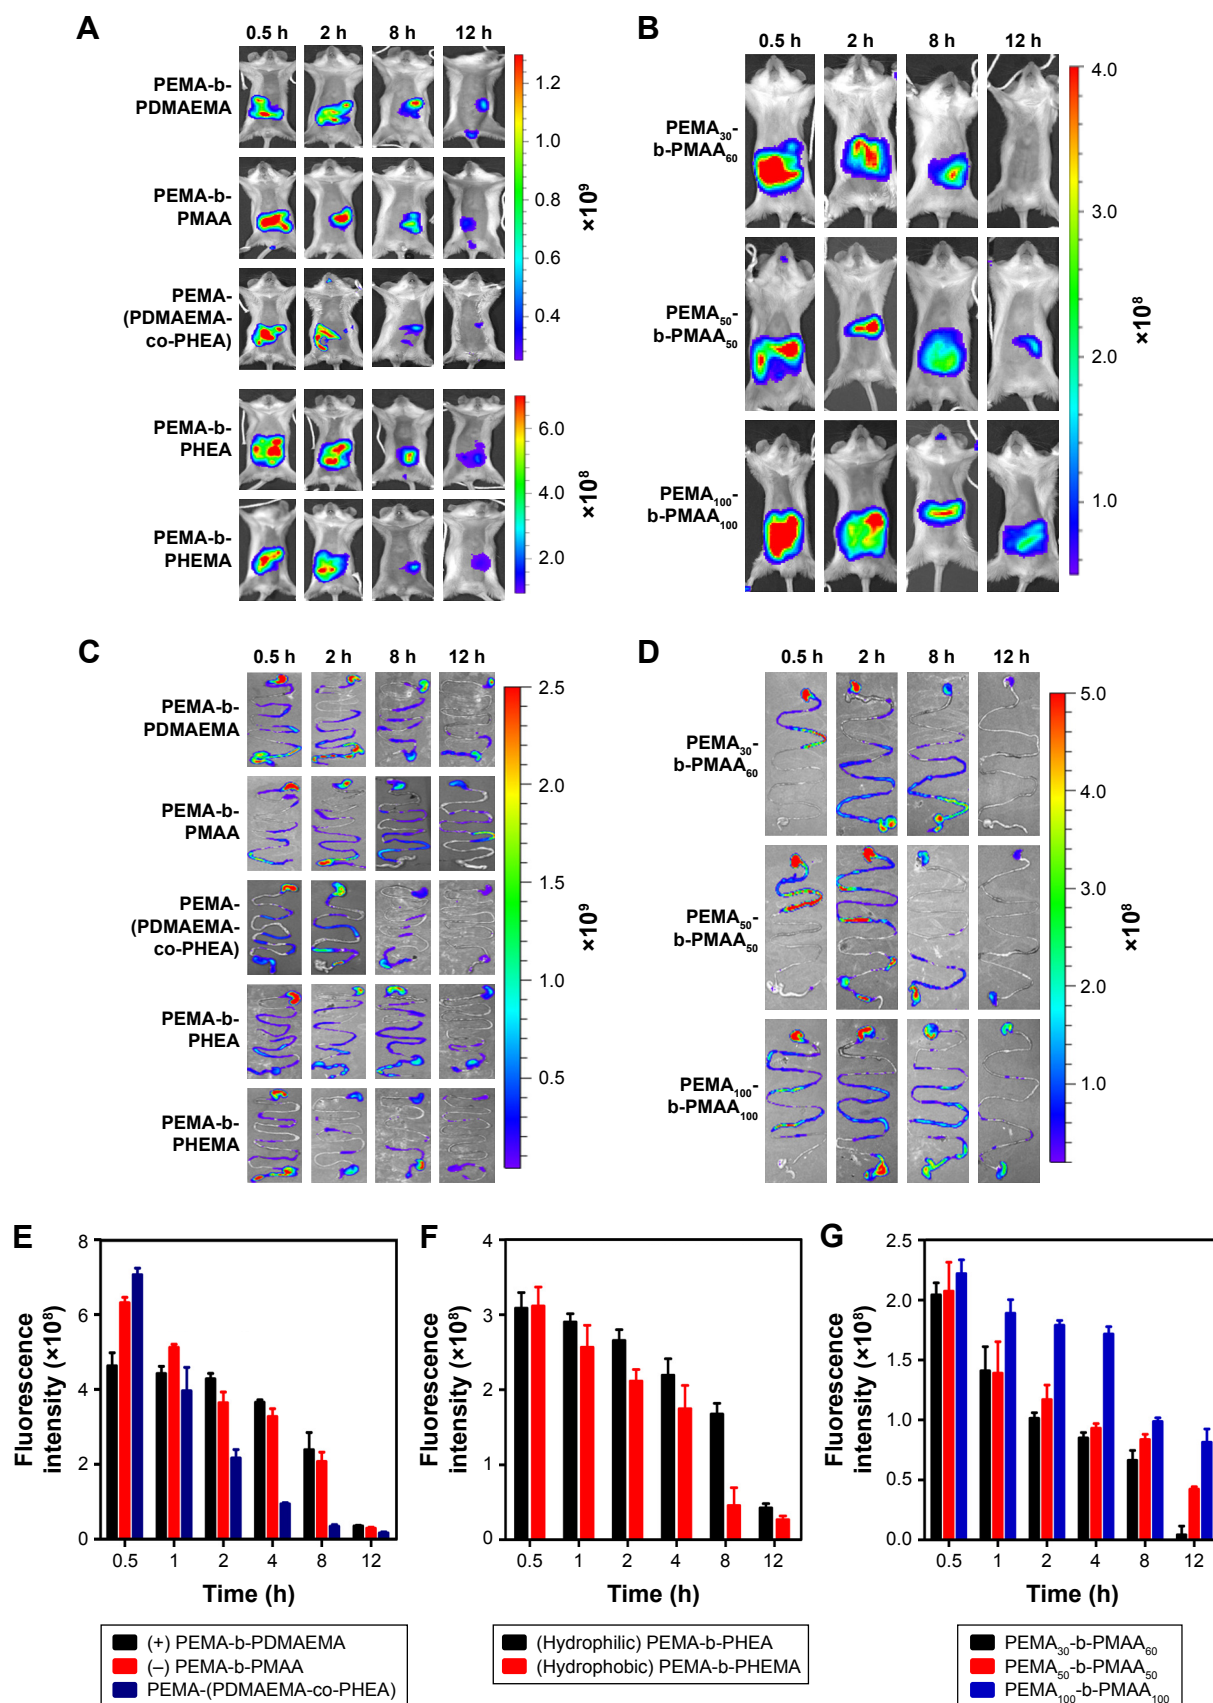 A
0.5 h 2 h 8 h 12 h
PEMA-b-
PDMAEMA
PEMA-b-
PMAA
PEMA-
(PDMAEMA-
co-PHEA)
PEMA-b-
PHEA
PEMA-b-
PHEMA
1.2
1.0
0.8
0.6
0.4
×10⁹
6.0
4.0
2.0
×10⁸
B
0.5 h 2 h 8 h 12 h
PEMA₃₀-
b-PMAA₆₀
PEMA₅₀-
b-PMAA₅₀
PEMA₁₀₀-
b-PMAA₁₀₀
4.0
3.0
2.0
1.0
×10⁸
C
0.5 h 2 h 8 h 12 h
PEMA-b-
PDMAEMA
PEMA-b-
PMAA
PEMA-
(PDMAEMA-
co-PHEA)
PEMA-b-
PHEA
PEMA-b-
PHEMA
2.5
2.0
1.5
1.0
0.5
×10⁹
D
0.5 h 2 h 8 h 12 h
PEMA₃₀-
b-PMAA₆₀
PEMA₅₀-
b-PMAA₅₀
PEMA₁₀₀-
b-PMAA₁₀₀
5.0
4.0
3.0
2.0
1.0
×10⁸
E
Fluorescence
intensity (×10⁸)
8
6
4
2
0
0.5 1 2 4 8 12
Time (h)
(+) PEMA-b-PDMAEMA
(–) PEMA-b-PMAA
PEMA-(PDMAEMA-co-PHEA)
F
Fluorescence
intensity (×10⁸)
4
3
2
1
0
0.5 1 2 4 8 12
Time (h)
(Hydrophilic) PEMA-b-PHEA
(Hydrophobic) PEMA-b-PHEMA
G
Fluorescence
intensity (×10⁸)
2.5
2.0
1.5
1.0
0.5
0.0
0.5 1 2 4 8 12
Time (h)
PEMA₃₀-b-PMAA₆₀
PEMA₅₀-b-PMAA₅₀
PEMA₁₀₀-b-PMAA₁₀₀